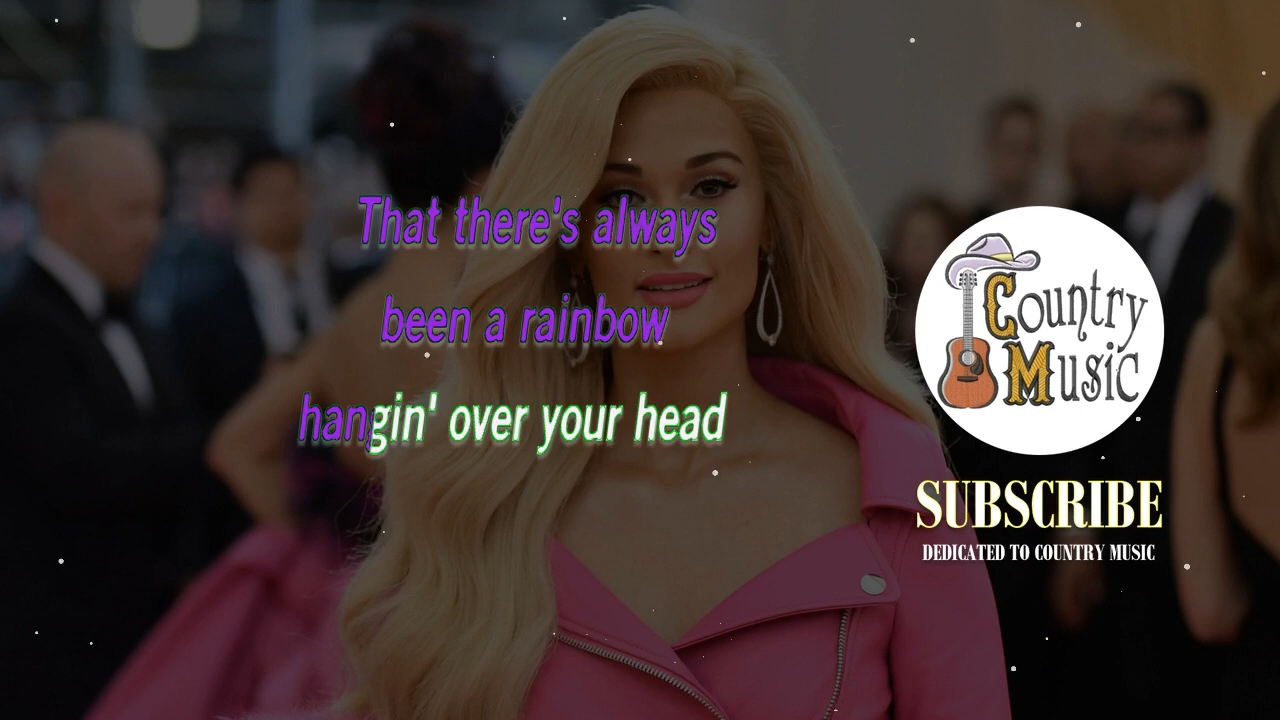 That there's always
been a rainbow
hangin' over your head
Country
Music
SUBSCRIBE
DEDICATED TO COUNTRY MUSIC